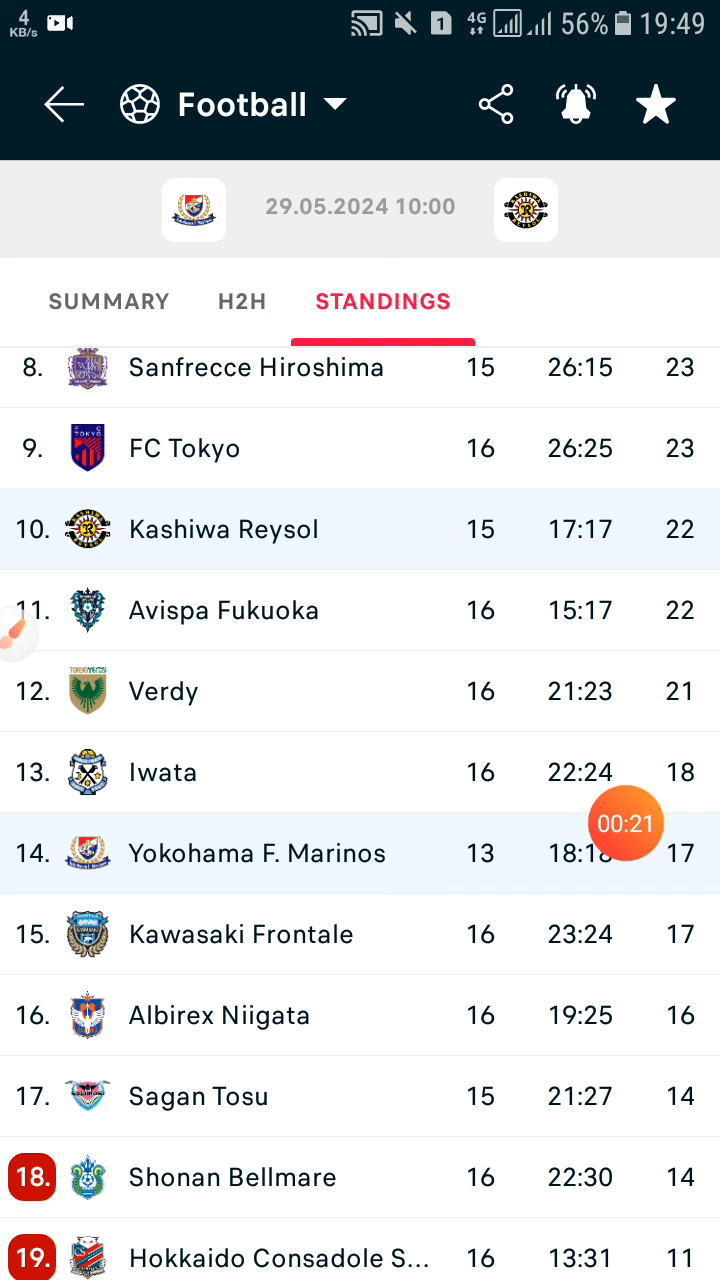 4
KB/s
1 4G 56% 19:49
Football
29.05.2024 10:00
SUMMARY H2H STANDINGS
8. Sanfrecce Hiroshima 15 26:15 23
9. FC Tokyo 16 26:25 23
10. Kashiwa Reysol 15 17:17 22
11. Avispa Fukuoka 16 15:17 22
12. Verdy 16 21:23 21
13. Iwata 16 22:24 18
00:21
14. Yokohama F. Marinos 13 18:18 17
15. Kawasaki Frontale 16 23:24 17
16. Albirex Niigata 16 19:25 16
17. Sagan Tosu 15 21:27 14
18. Shonan Bellmare 16 22:30 14
19. Hokkaido Consadole S... 16 13:31 11